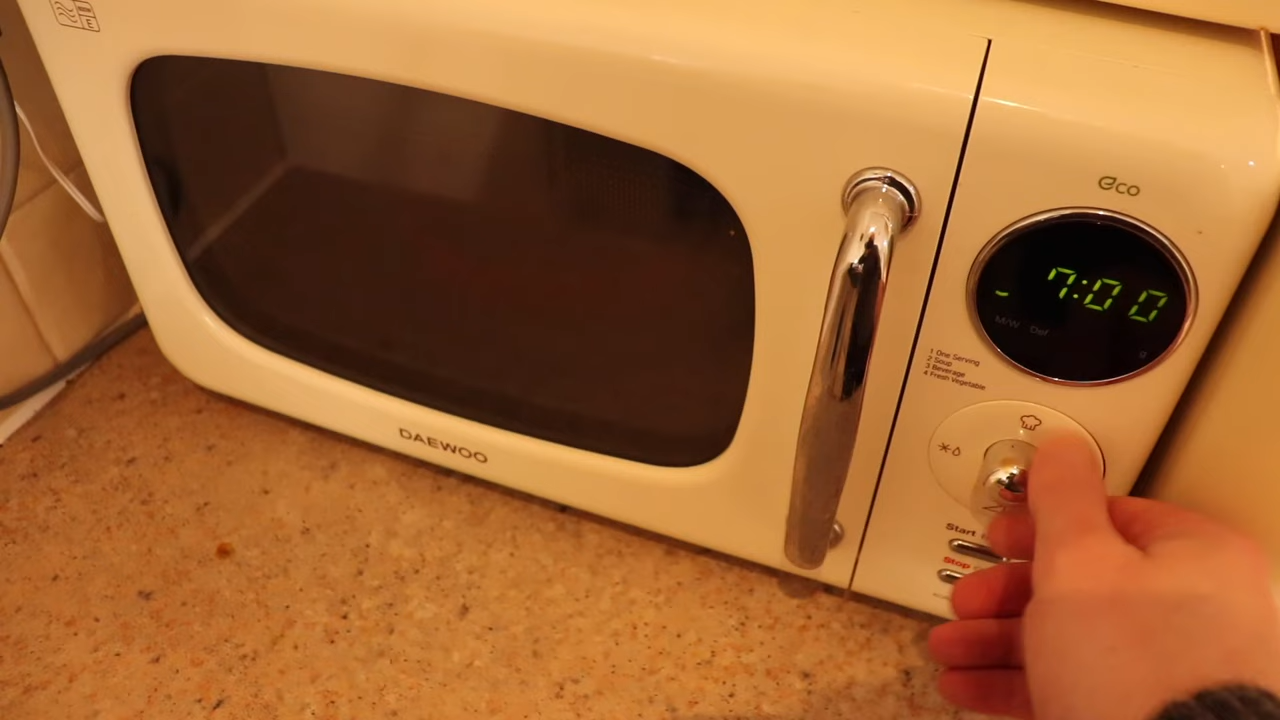 eco
7:00
M/W Def
g
1 One Serving
2 Soup
3 Beverage
4 Fresh Vegetable
Start
Stop
DAEWOO